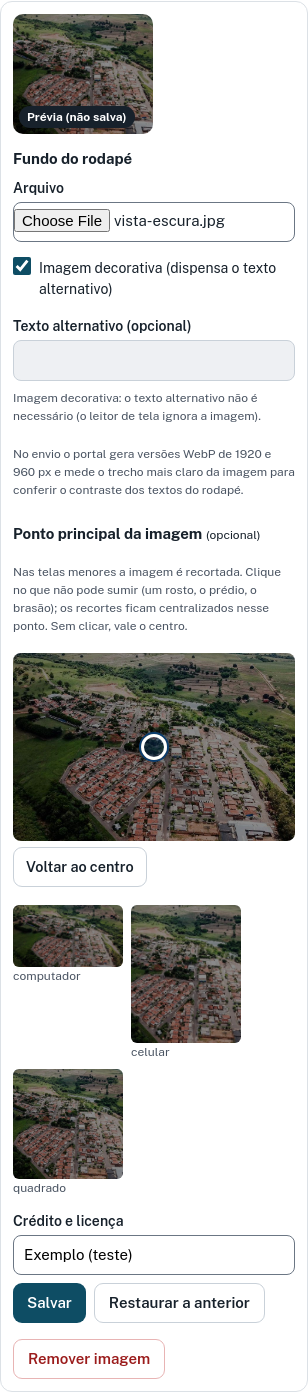 Prévia (não salva)
Fundo do rodapé
Arquivo
Choose File vista-escura.jpg
Imagem decorativa (dispensa o texto
alternativo)
Texto alternativo (opcional)
Imagem decorativa: o texto alternativo não é
necessário (o leitor de tela ignora a imagem).
No envio o portal gera versões WebP de 1920 e
960 px e mede o trecho mais claro da imagem para
conferir o contraste dos textos do rodapé.
Ponto principal da imagem (opcional)
Nas telas menores a imagem é recortada. Clique
no que não pode sumir (um rosto, o prédio, o
brasão); os recortes ficam centralizados nesse
ponto. Sem clicar, vale o centro.
Voltar ao centro
computador
celular
quadrado
Crédito e licença
Exemplo (teste)
Salvar
Restaurar a anterior
Remover imagem